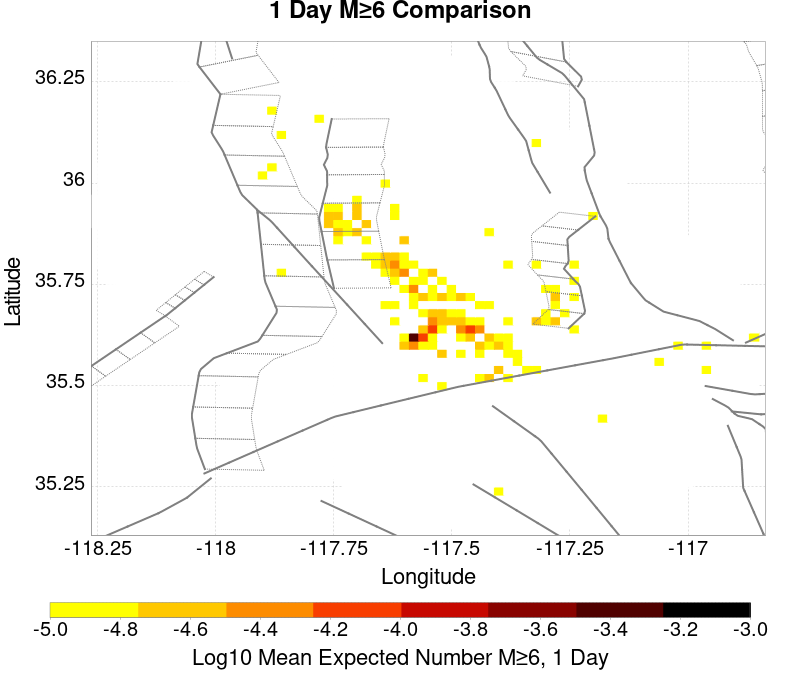 1 Day M≥6 Comparison
36.25
36
35.75
35.5
35.25
Latitude
-118.25 -118 -117.75 -117.5 -117.25 -117
Longitude
-5.0 -4.8 -4.6 -4.4 -4.2 -4.0 -3.8 -3.6 -3.4 -3.2 -3.0
Log10 Mean Expected Number M≥6, 1 Day